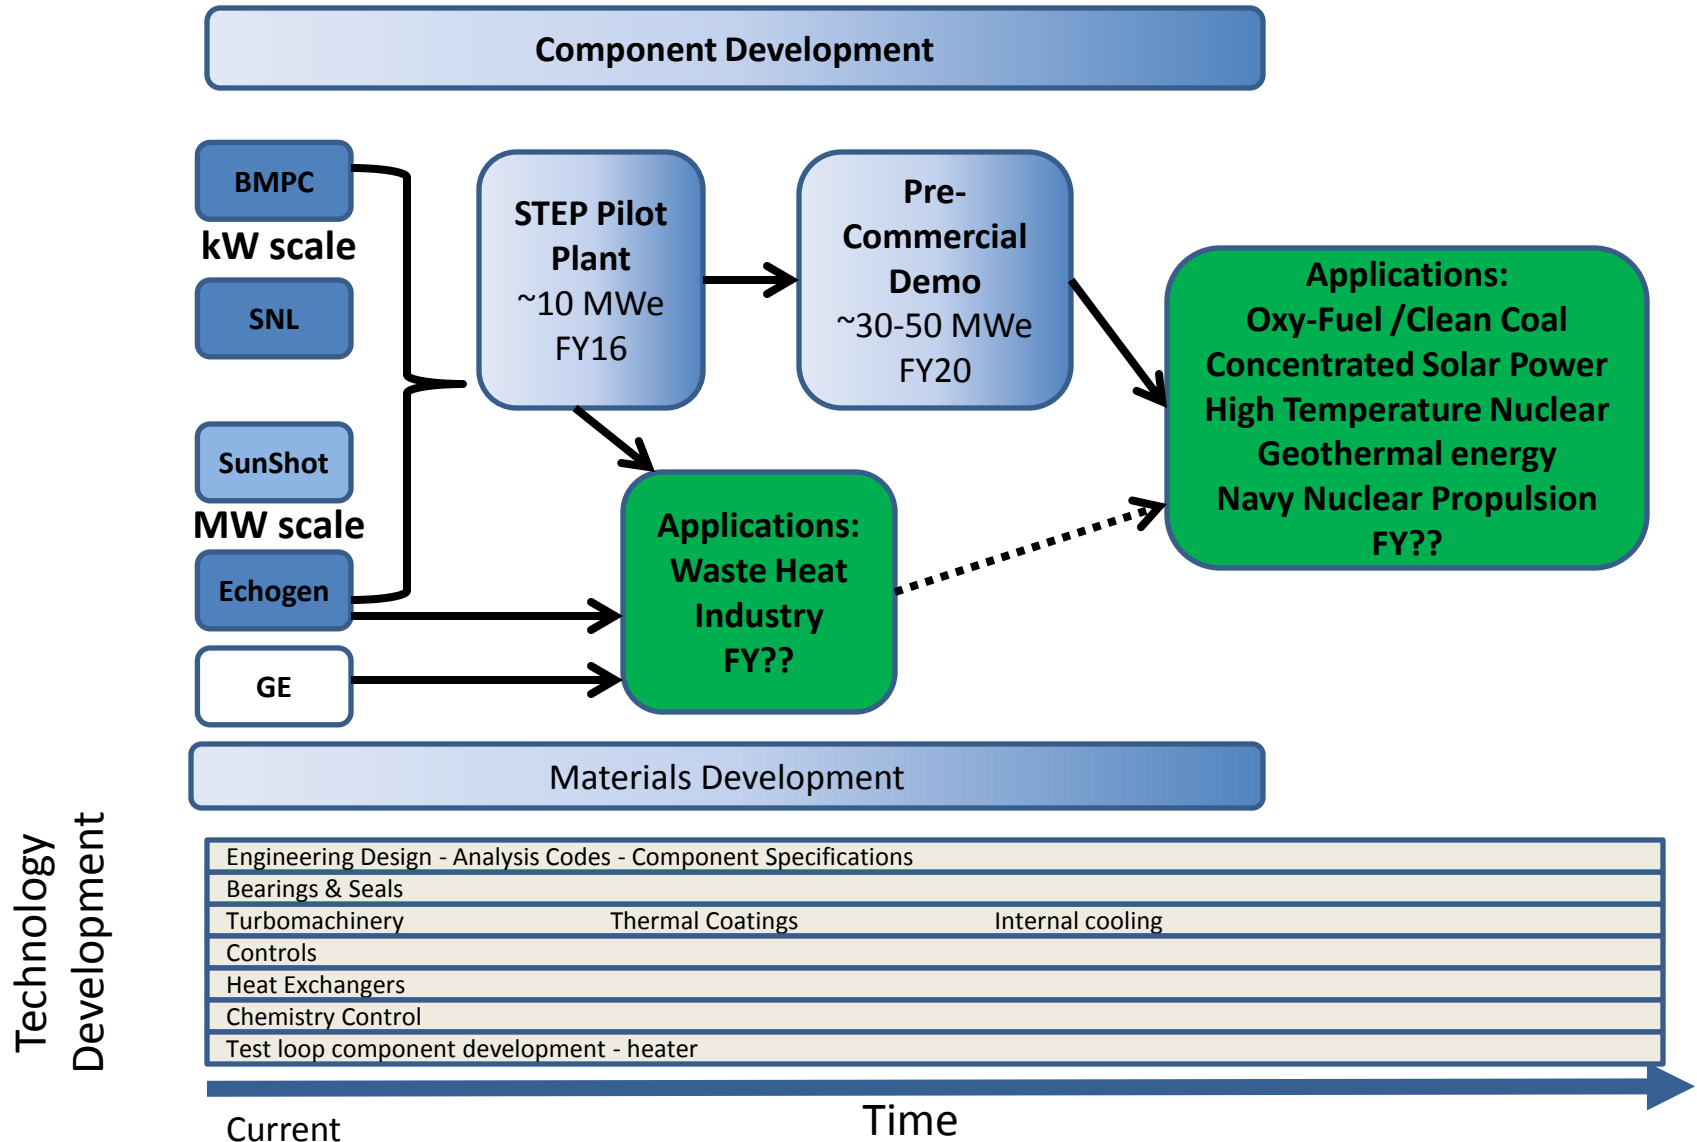 Component Development
BMPC
kW scale
SNL
SunShot
MW scale
Echogen
GE
STEP Pilot
Plant
~10 MWe
FY16
Pre-
Commercial
Demo
~30-50 MWe
FY20
Applications:
Waste Heat
Industry
FY??
Applications:
Oxy-Fuel /Clean Coal
Concentrated Solar Power
High Temperature Nuclear
Geothermal energy
Navy Nuclear Propulsion
FY??
Materials Development
Technology
Development
Engineering Design - Analysis Codes - Component Specifications
Bearings & Seals
Turbomachinery Thermal Coatings Internal cooling
Controls
Heat Exchangers
Chemistry Control
Test loop component development - heater
Current
Time